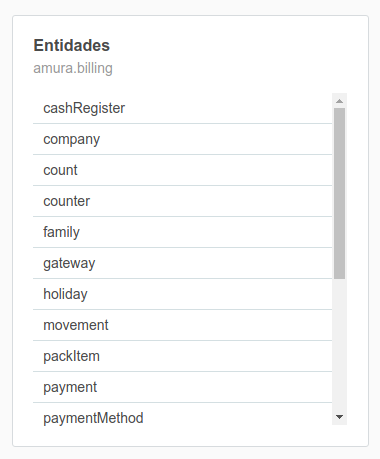 Entidades
amura.billing
cashRegister
company
count
counter
family
gateway
holiday
movement
packItem
payment
paymentMethod